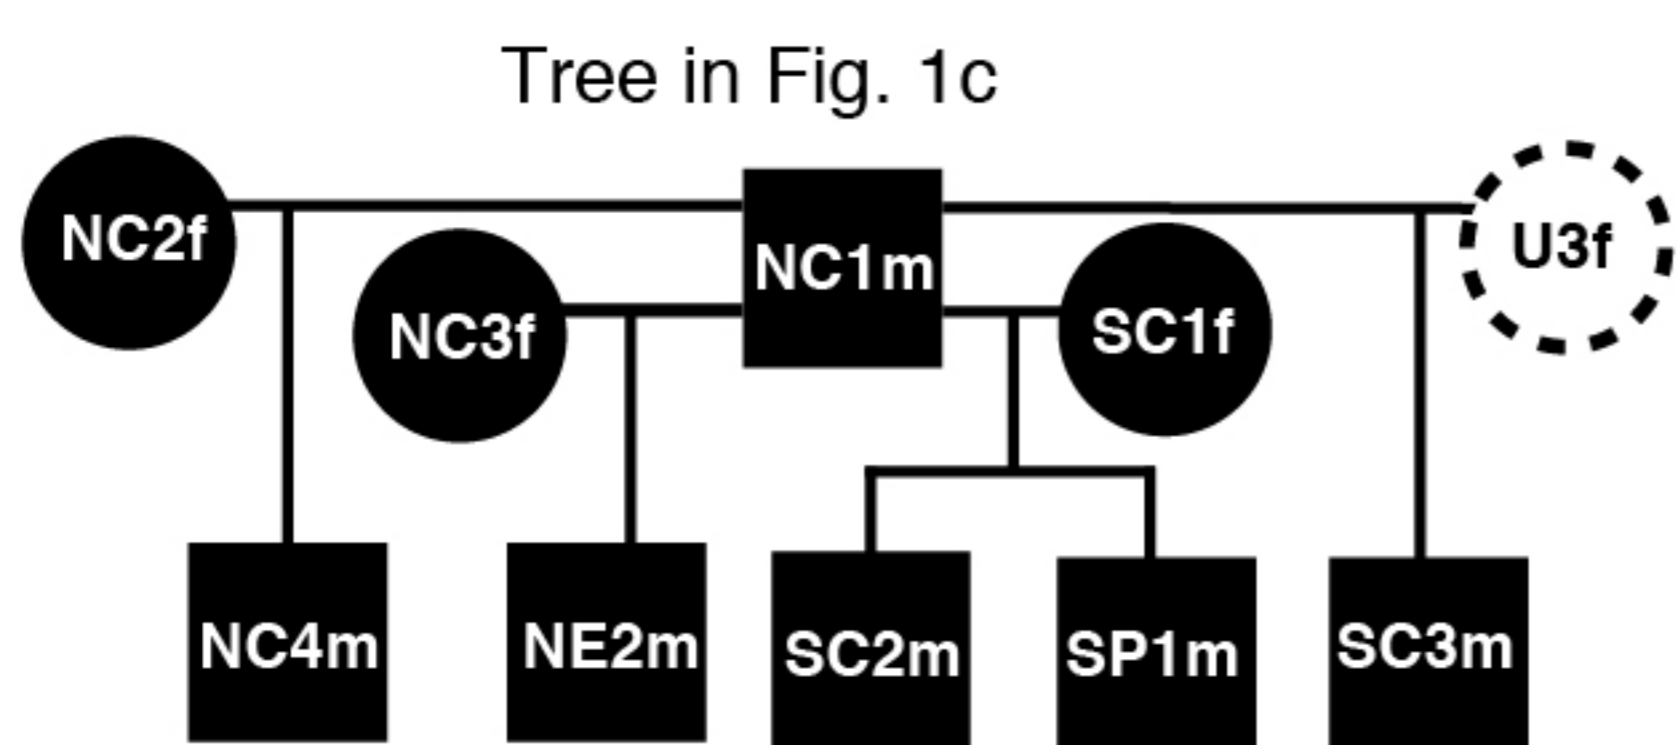 Tree in Fig. 1c
NC2f
NC3f
NC1m
SC1f
U3f
NC4m
NE2m
SC2m
SP1m
SC3m